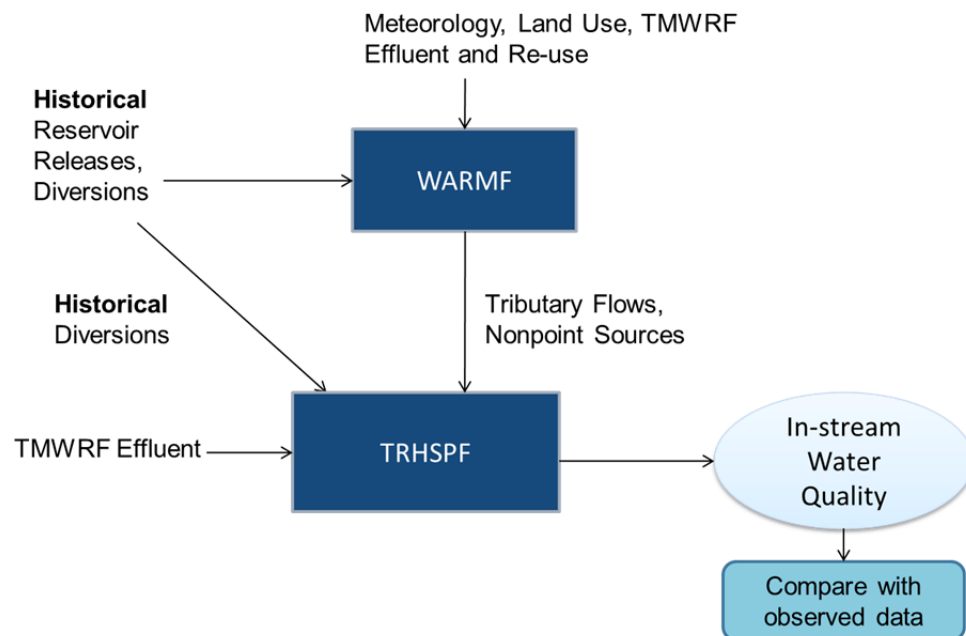 Meteorology, Land Use, TMWRF
Effluent and Re-use
Historical
Reservoir
Releases,
Diversions
WARMF
Historical
Diversions
Tributary Flows,
Nonpoint Sources
TMWRF Effluent
TRHSPF
In-stream
Water
Quality
Compare with
observed data